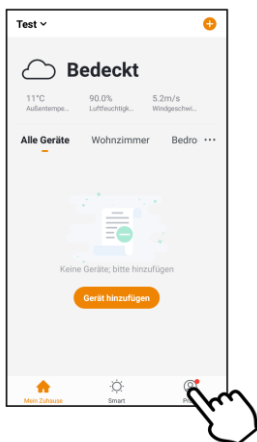 Test
Bedeckt
11°C 90.0% 5.2m/s
Außentempe... Luftfeuchtigk... Windgeschwi...
Alle Geräte Wohnzimmer Bedro ...
Keine Geräte, bitte hinzufügen
Gerät hinzufügen
Mein Zuhause Smart